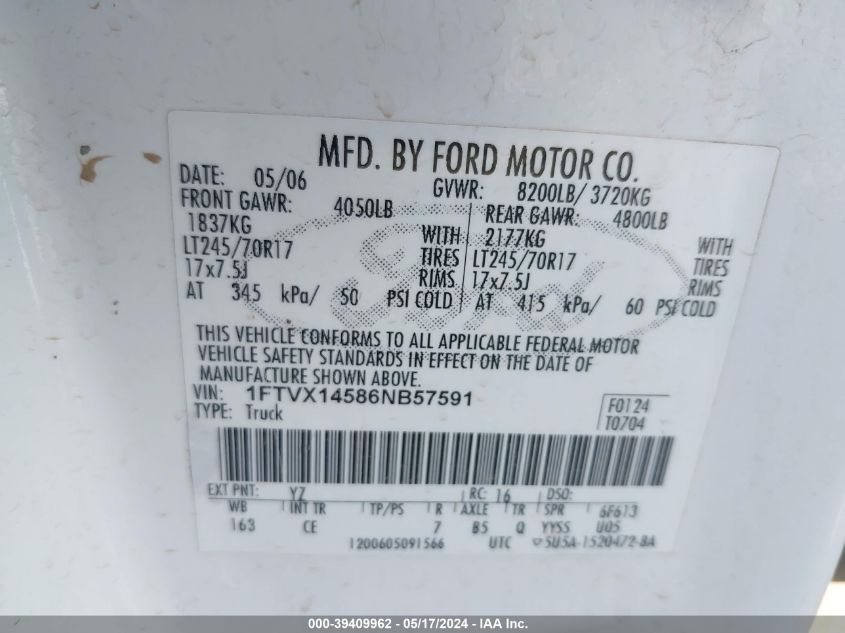 MFD. BY FORD MOTOR CO.
DATE: 05/06 GVWR: 8200LB/ 3720KG
FRONT GAWR: 4050LB REAR GAWR: 4800LB
1837KG WITH 2177KG WITH
LT245/70R17 TIRES LT245/70R17 TIRES
17x7.5J RIMS 17x7.5J RIMS
AT 345 kPa/ 50 PSI COLD AT 415 kPa/ 60 PSI COLD
Ford
THIS VEHICLE CONFORMS TO ALL APPLICABLE FEDERAL MOTOR
VEHICLE SAFETY STANDARDS IN EFFECT ON THE DATE OF
MANUFACTURE SHOWN ABOVE.
VIN: 1FTVX14586NB57591
TYPE: Truck
F0124
T0704
EXT PNT: YZ RC: 16 DSO:
WB INT TR TP/PS R AXLE TR SPR 6F613
163 CE 7 B5 Q YYSS U05
1200605091566 UTC 5U5A-1520472-BA
000-39409962 - 05/17/2024 - IAA Inc.